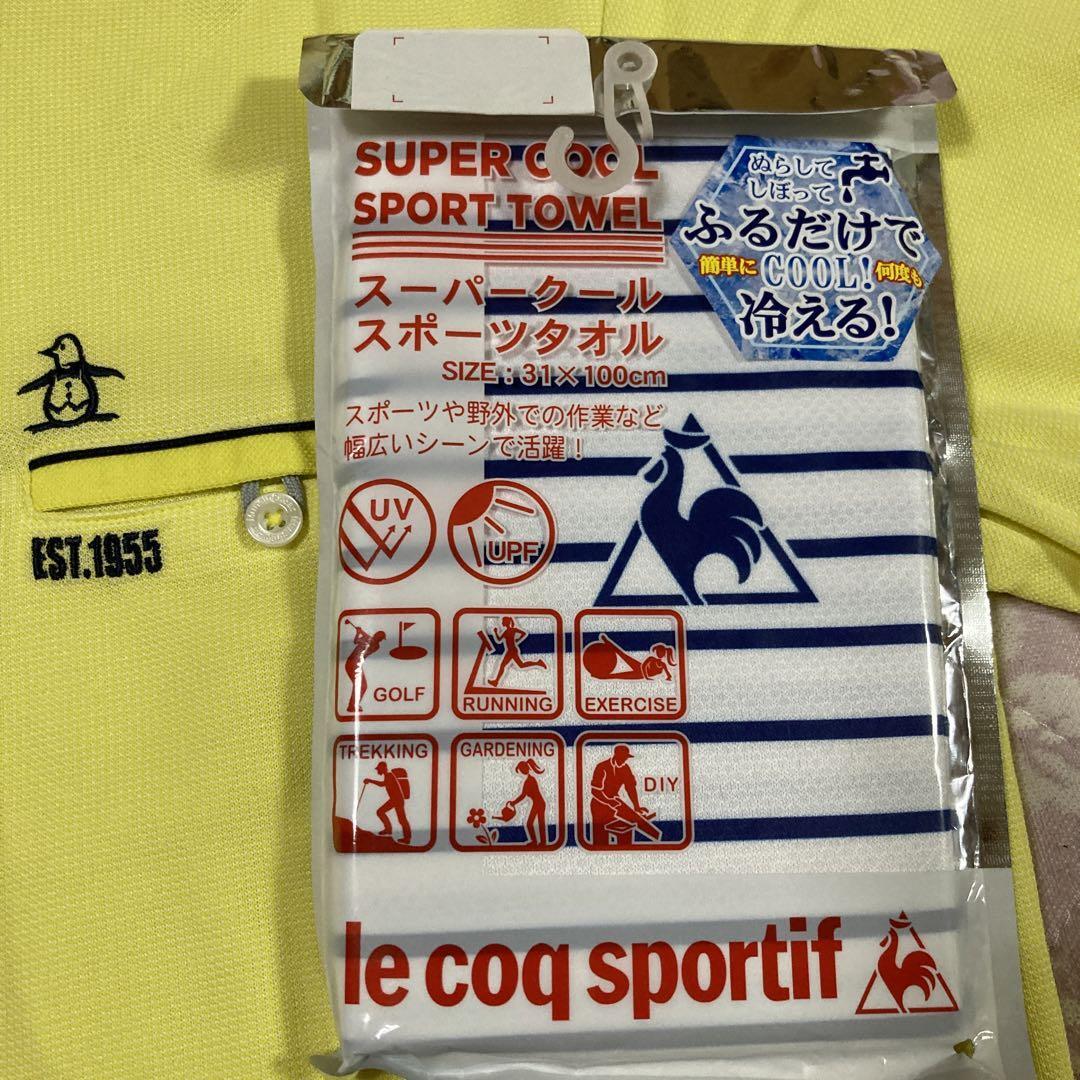 SUPER COOL
SPORT TOWEL
スーパークール
スポーツタオル
SIZE : 31×100cm
スポーツや野外での作業など
幅広いシーンで活躍！
ぬらして
しぼって
ふるだけで
簡単に COOL! 何度も
冷える!
UV
UPF
GOLF
RUNNING
EXERCISE
TREKKING
GARDENING
DIY
le coq sportif
EST.1955